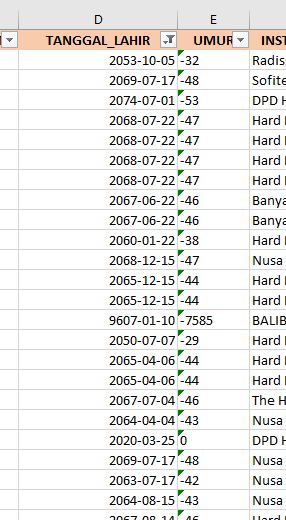 D E
TANGGAL_LAHIR UMUR INST
2053-10-05 -32 Radis
2069-07-17 -48 Sofite
2074-07-01 -53 DPD H
2068-07-22 -47 Hard
2068-07-22 -47 Hard
2068-07-22 -47 Hard
2068-07-22 -47 Hard
2067-06-22 -46 Banya
2067-06-22 -46 Banya
2060-01-22 -38 Hard
2068-12-15 -47 Nusa
2065-12-15 -44 Hard
2065-12-15 -44 Hard
9607-01-10 -7585 BALIB
2050-07-07 -29 Hard
2065-04-06 -44 Hard
2065-04-06 -44 Hard
2067-07-04 -46 The H
2064-04-04 -43 Nusa
2020-03-25 0 DPD H
2069-07-17 -48 Nusa
2063-07-17 -42 Nusa
2064-08-15 -43 Nusa
2067-08-14 -46